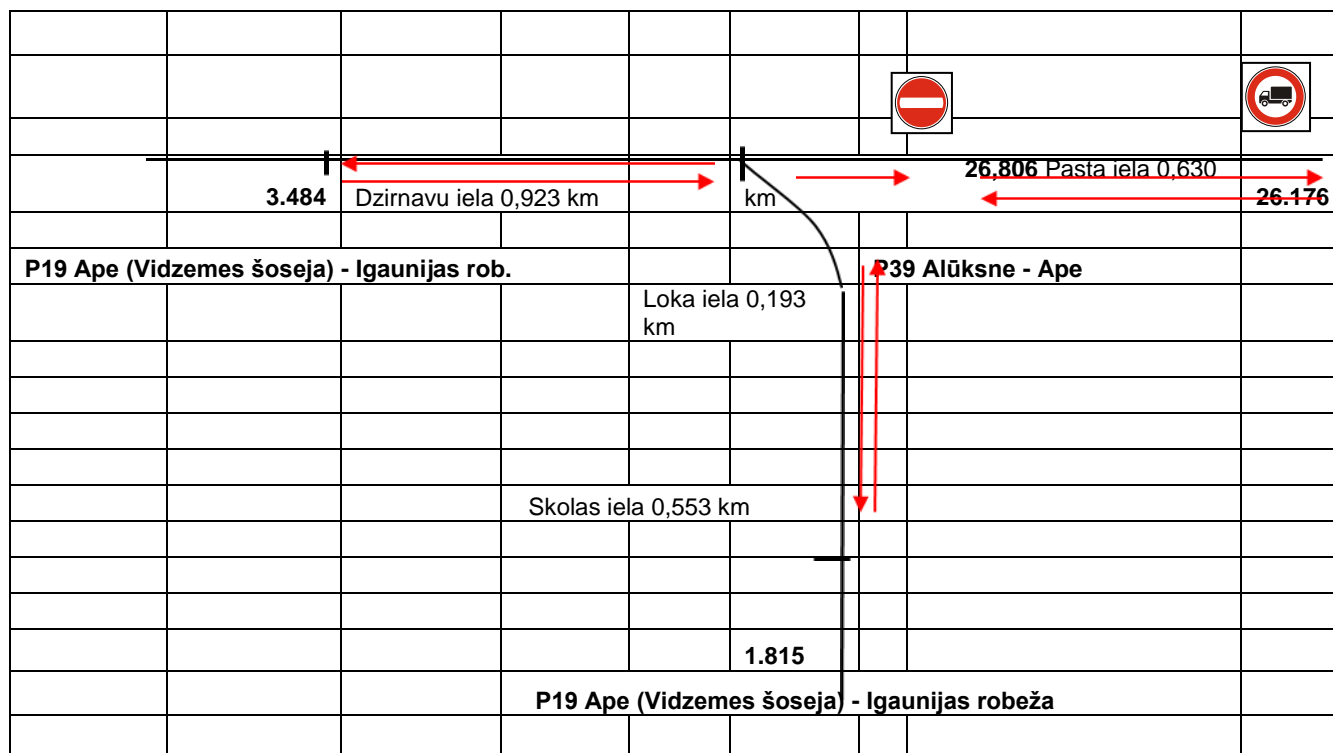 26,806 Pasta iela 0,630
3.484 Dzirnavu iela 0,923 km km 26.176
P19 Ape (Vidzemes šoseja) - Igaunijas rob. P39 Alūksne - Ape
Loka iela 0,193
km
Skolas iela 0,553 km
1.815
P19 Ape (Vidzemes šoseja) - Igaunijas robeža